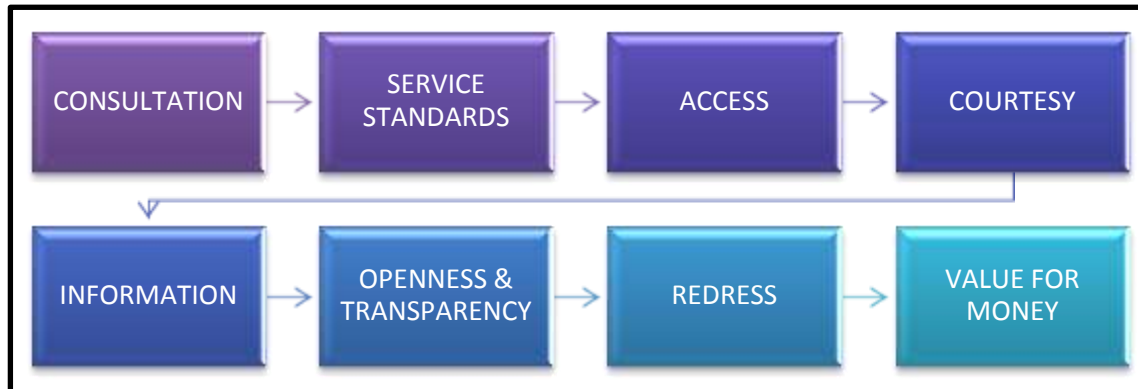 CONSULTATION
SERVICE
STANDARDS
ACCESS
COURTESY
INFORMATION
OPENNESS &
TRANSPARENCY
REDRESS
VALUE FOR
MONEY